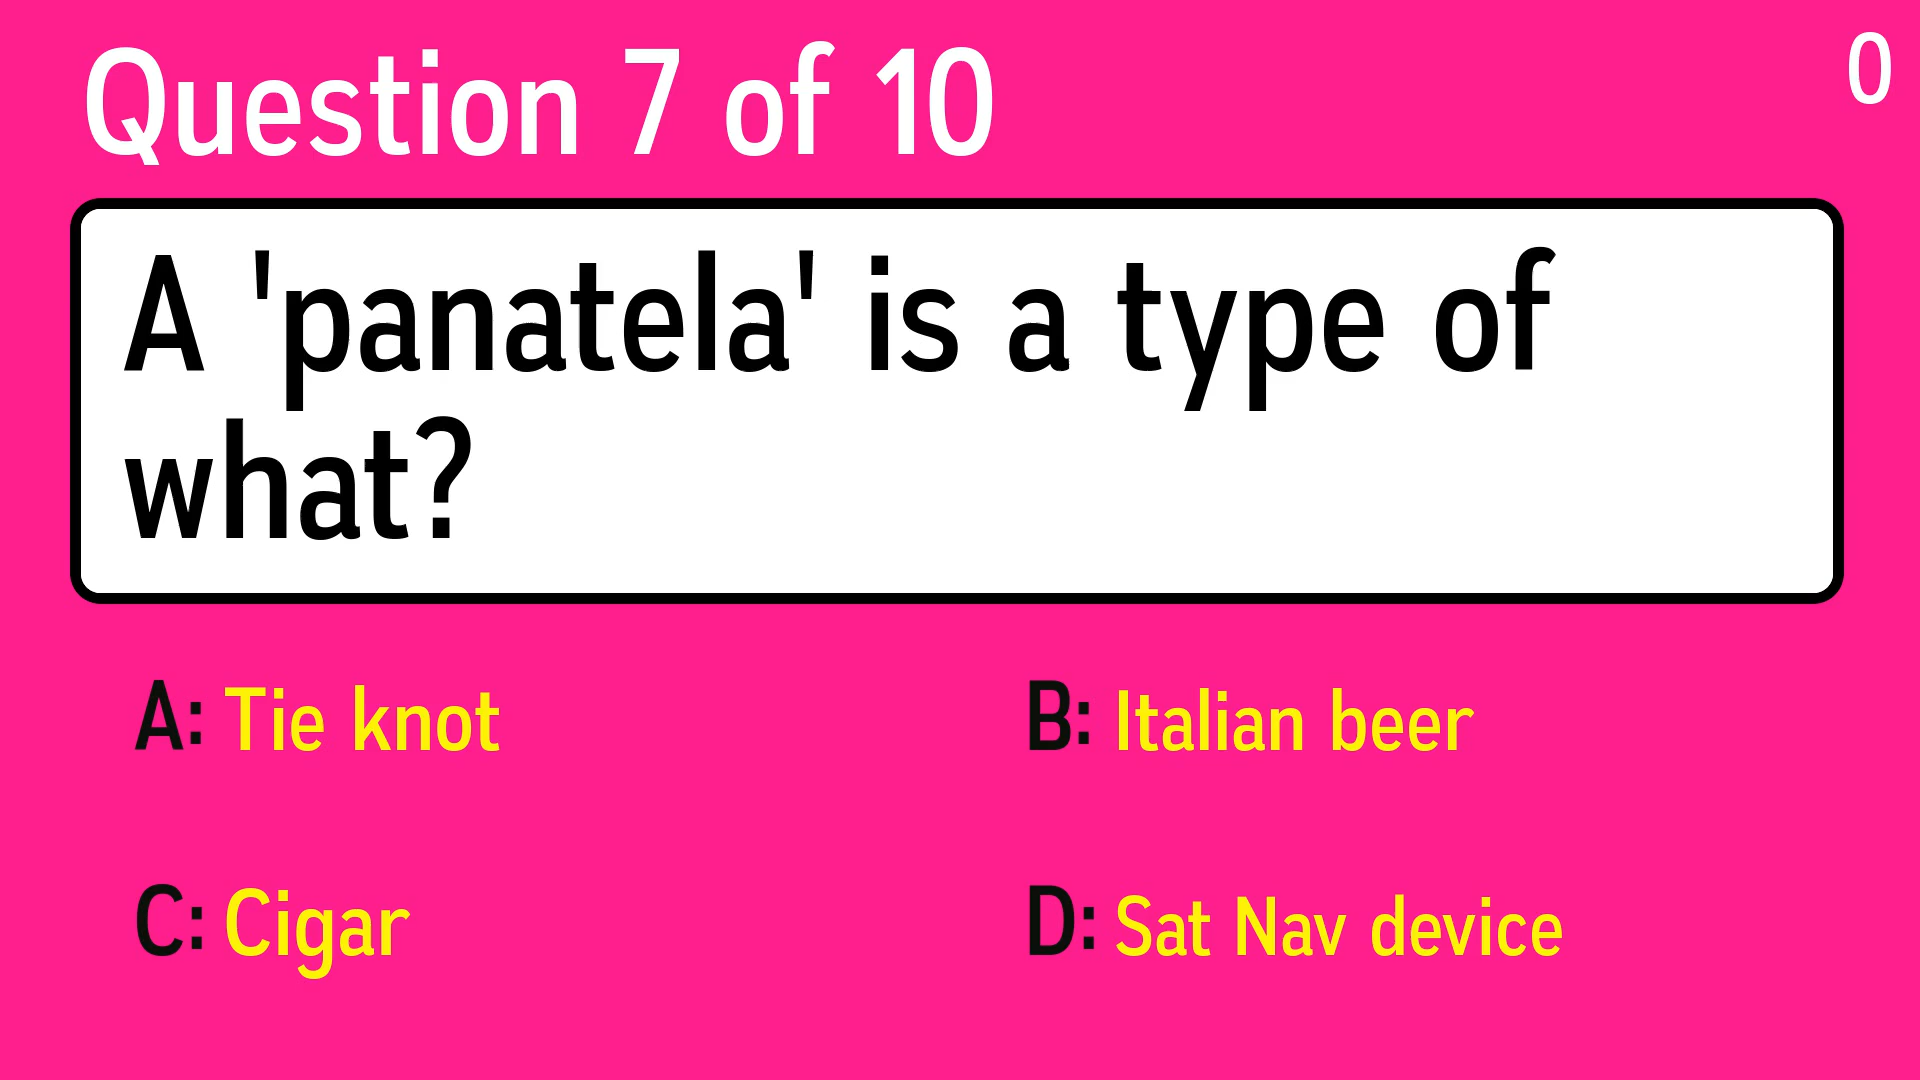 Question 7 of 10
0
A 'panatela' is a type of
what?
A: Tie knot
B: Italian beer
C: Cigar
D: Sat Nav device